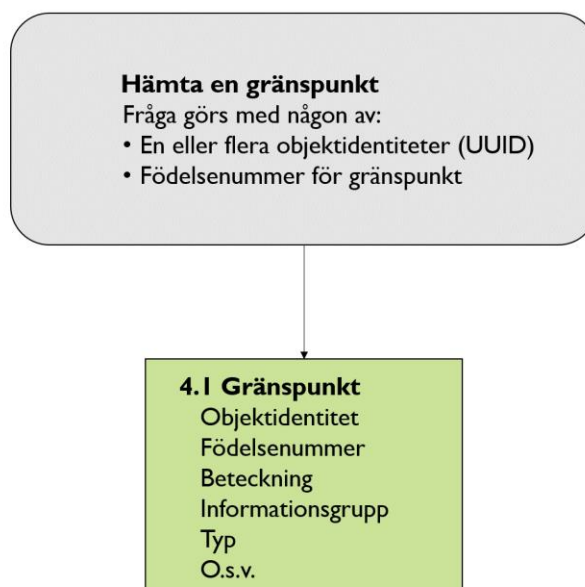 Hämta en gränspunkt
Fråga görs med någon av:
• En eller flera objektidentiteter (UUID)
• Födelsenummer för gränspunkt
4.1 Gränspunkt
Objektidentitet
Födelsenummer
Beteckning
Informationsgrupp
Typ
O.s.v.